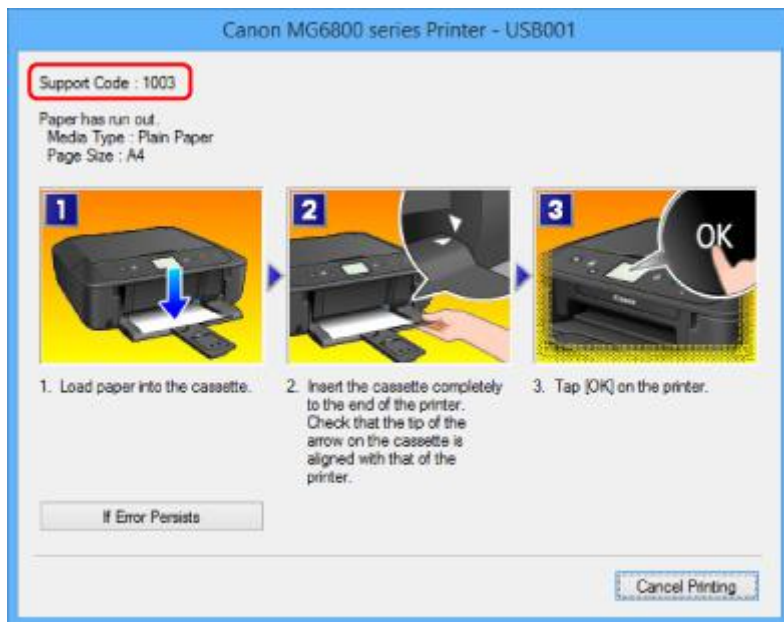 Canon MG6800 series Printer - USB001
Support Code : 1003
Paper has run out.
Media Type : Plain Paper
Page Size : A4
1
2
3
OK
Canon
1. Load paper into the cassette.
2. Insert the cassette completely
to the end of the printer.
Check that the tip of the
arrow on the cassette is
aligned with that of the
printer.
3. Tap [OK] on the printer.
If Error Persists
Cancel Printing